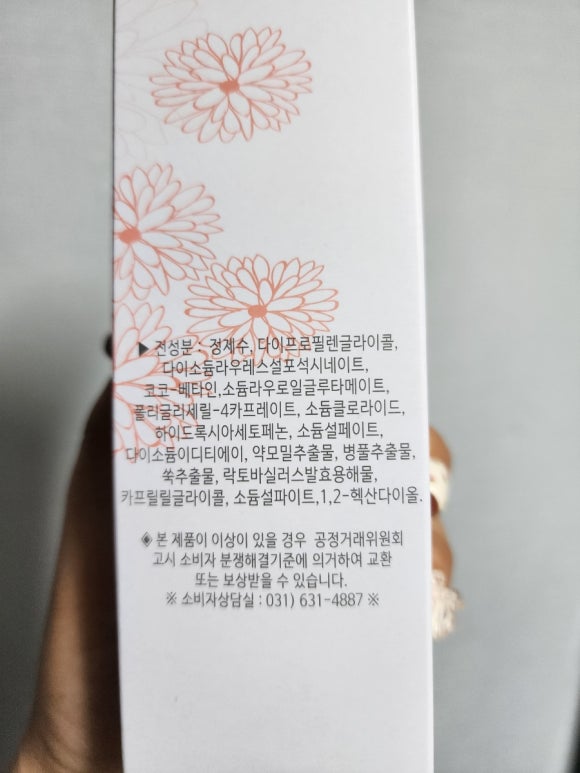 ▶ 전성분 : 정제수, 다이프로필렌글라이콜,
다이소듐라우레스설포석시네이트,
코코-베타인,소듐라우로일글루타메이트,
폴리글리세릴-4카프레이트, 소듐클로라이드,
하이드록시아세토페논, 소듐설페이트,
다이소듐이디티에이, 약모밀추출물, 병풀추출물,
쑥추출물, 락토바실러스발효용해물,
카프릴릴글라이콜, 소듐설파이트,1,2-헥산다이올.
◈ 본 제품이 이상이 있을 경우 공정거래위원회
고시 소비자 분쟁해결기준에 의거하여 교환
또는 보상받을 수 있습니다.
※ 소비자상담실 : 031) 631-4887 ※